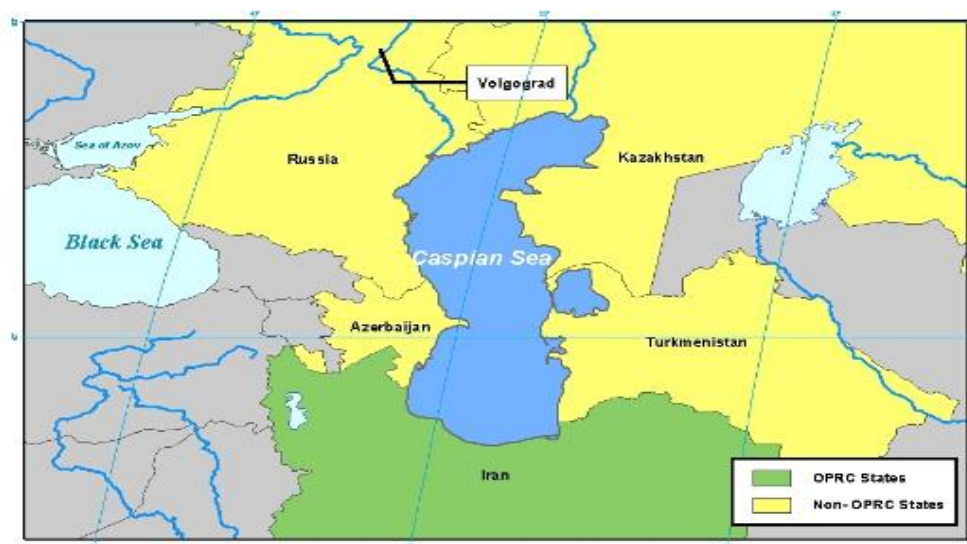 Volgograd
Sea of Azov
Russia
Kazakhstan
Black Sea
Caspian Sea
Azerbaijan
Turkmenistan
Iran
OPRC States
Non-OPRC States